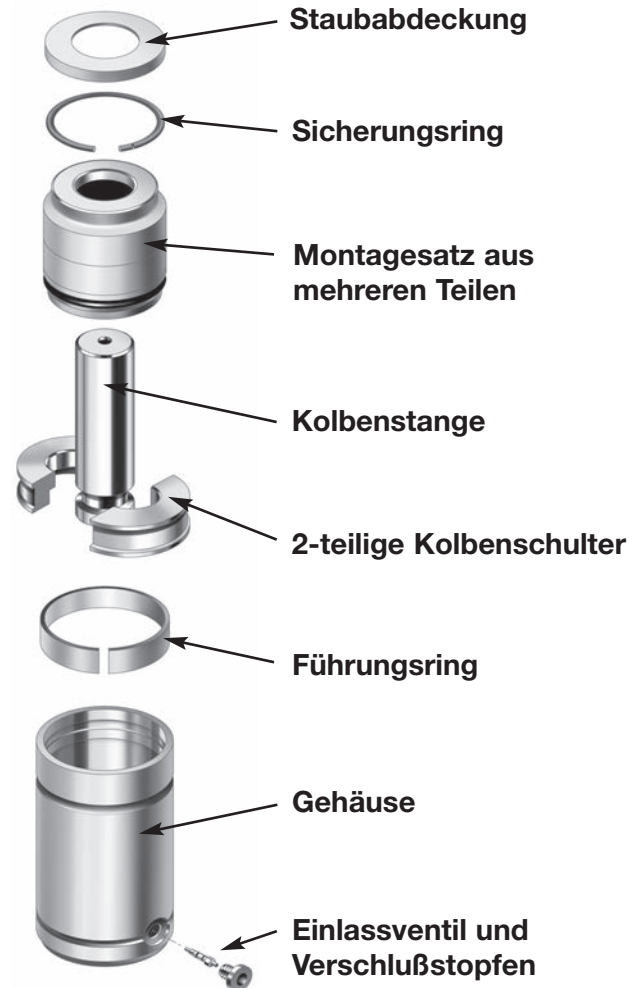 Staubabdeckung
Sicherungsring
Montagesatz aus
mehreren Teilen
Kolbenstange
2-teilige Kolbenschulter
Führungsring
Gehäuse
Einlassventil und
Verschlußstopfen